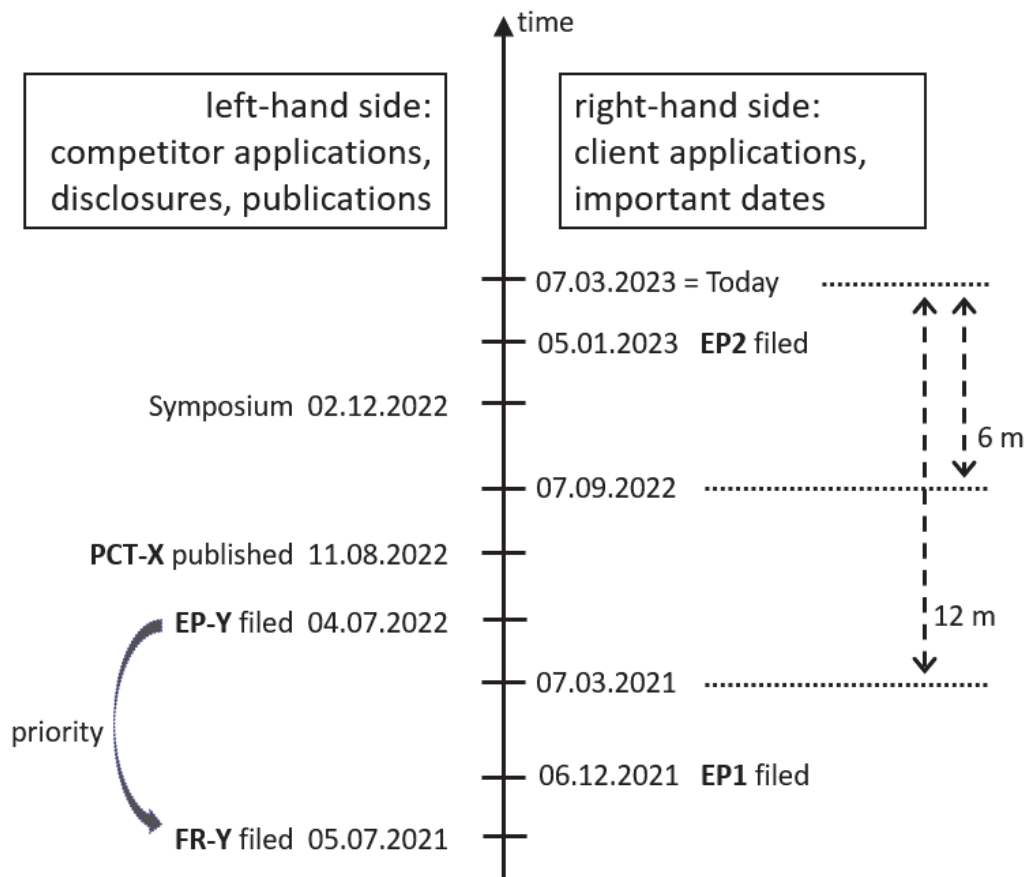 time
left-hand side:
competitor applications,
disclosures, publications
right-hand side:
client applications,
important dates
07.03.2023 = Today
05.01.2023 EP2 filed
Symposium 02.12.2022
6 m
07.09.2022
PCT-X published 11.08.2022
EP-Y filed 04.07.2022
12 m
07.03.2021
priority
06.12.2021 EP1 filed
FR-Y filed 05.07.2021